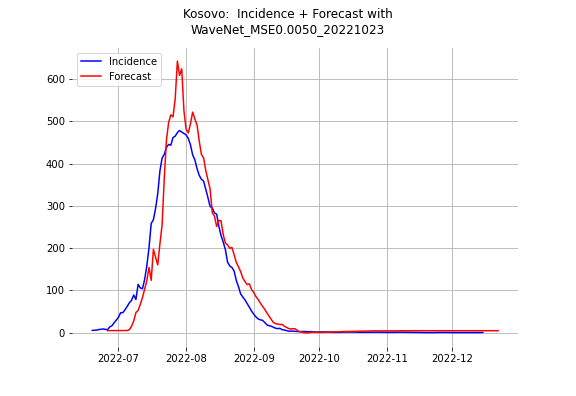 Kosovo:  Incidence + Forecast with
WaveNet_MSE0.0050_20221023
Incidence
Forecast
600
500
400
300
200
100
0
2022-07 2022-08 2022-09 2022-10 2022-11 2022-12